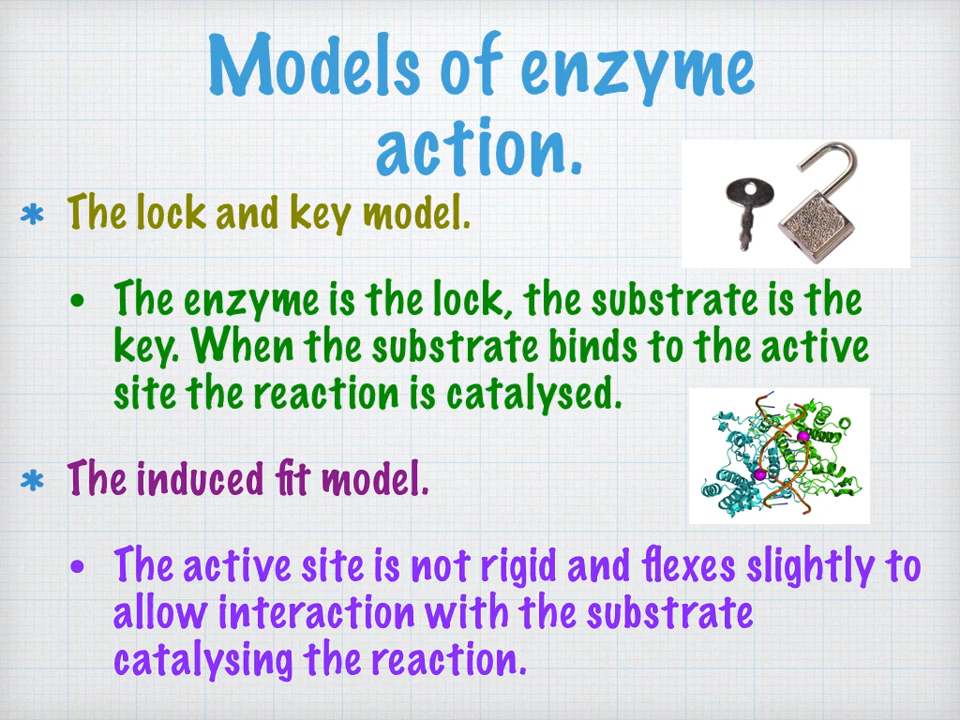 Models of enzyme
action.
* The lock and key model.
• The enzyme is the lock, the substrate is the
key. When the substrate binds to the active
site the reaction is catalysed.
* The induced fit model.
• The active site is not rigid and flexes slightly to
allow interaction with the substrate
catalysing the reaction.